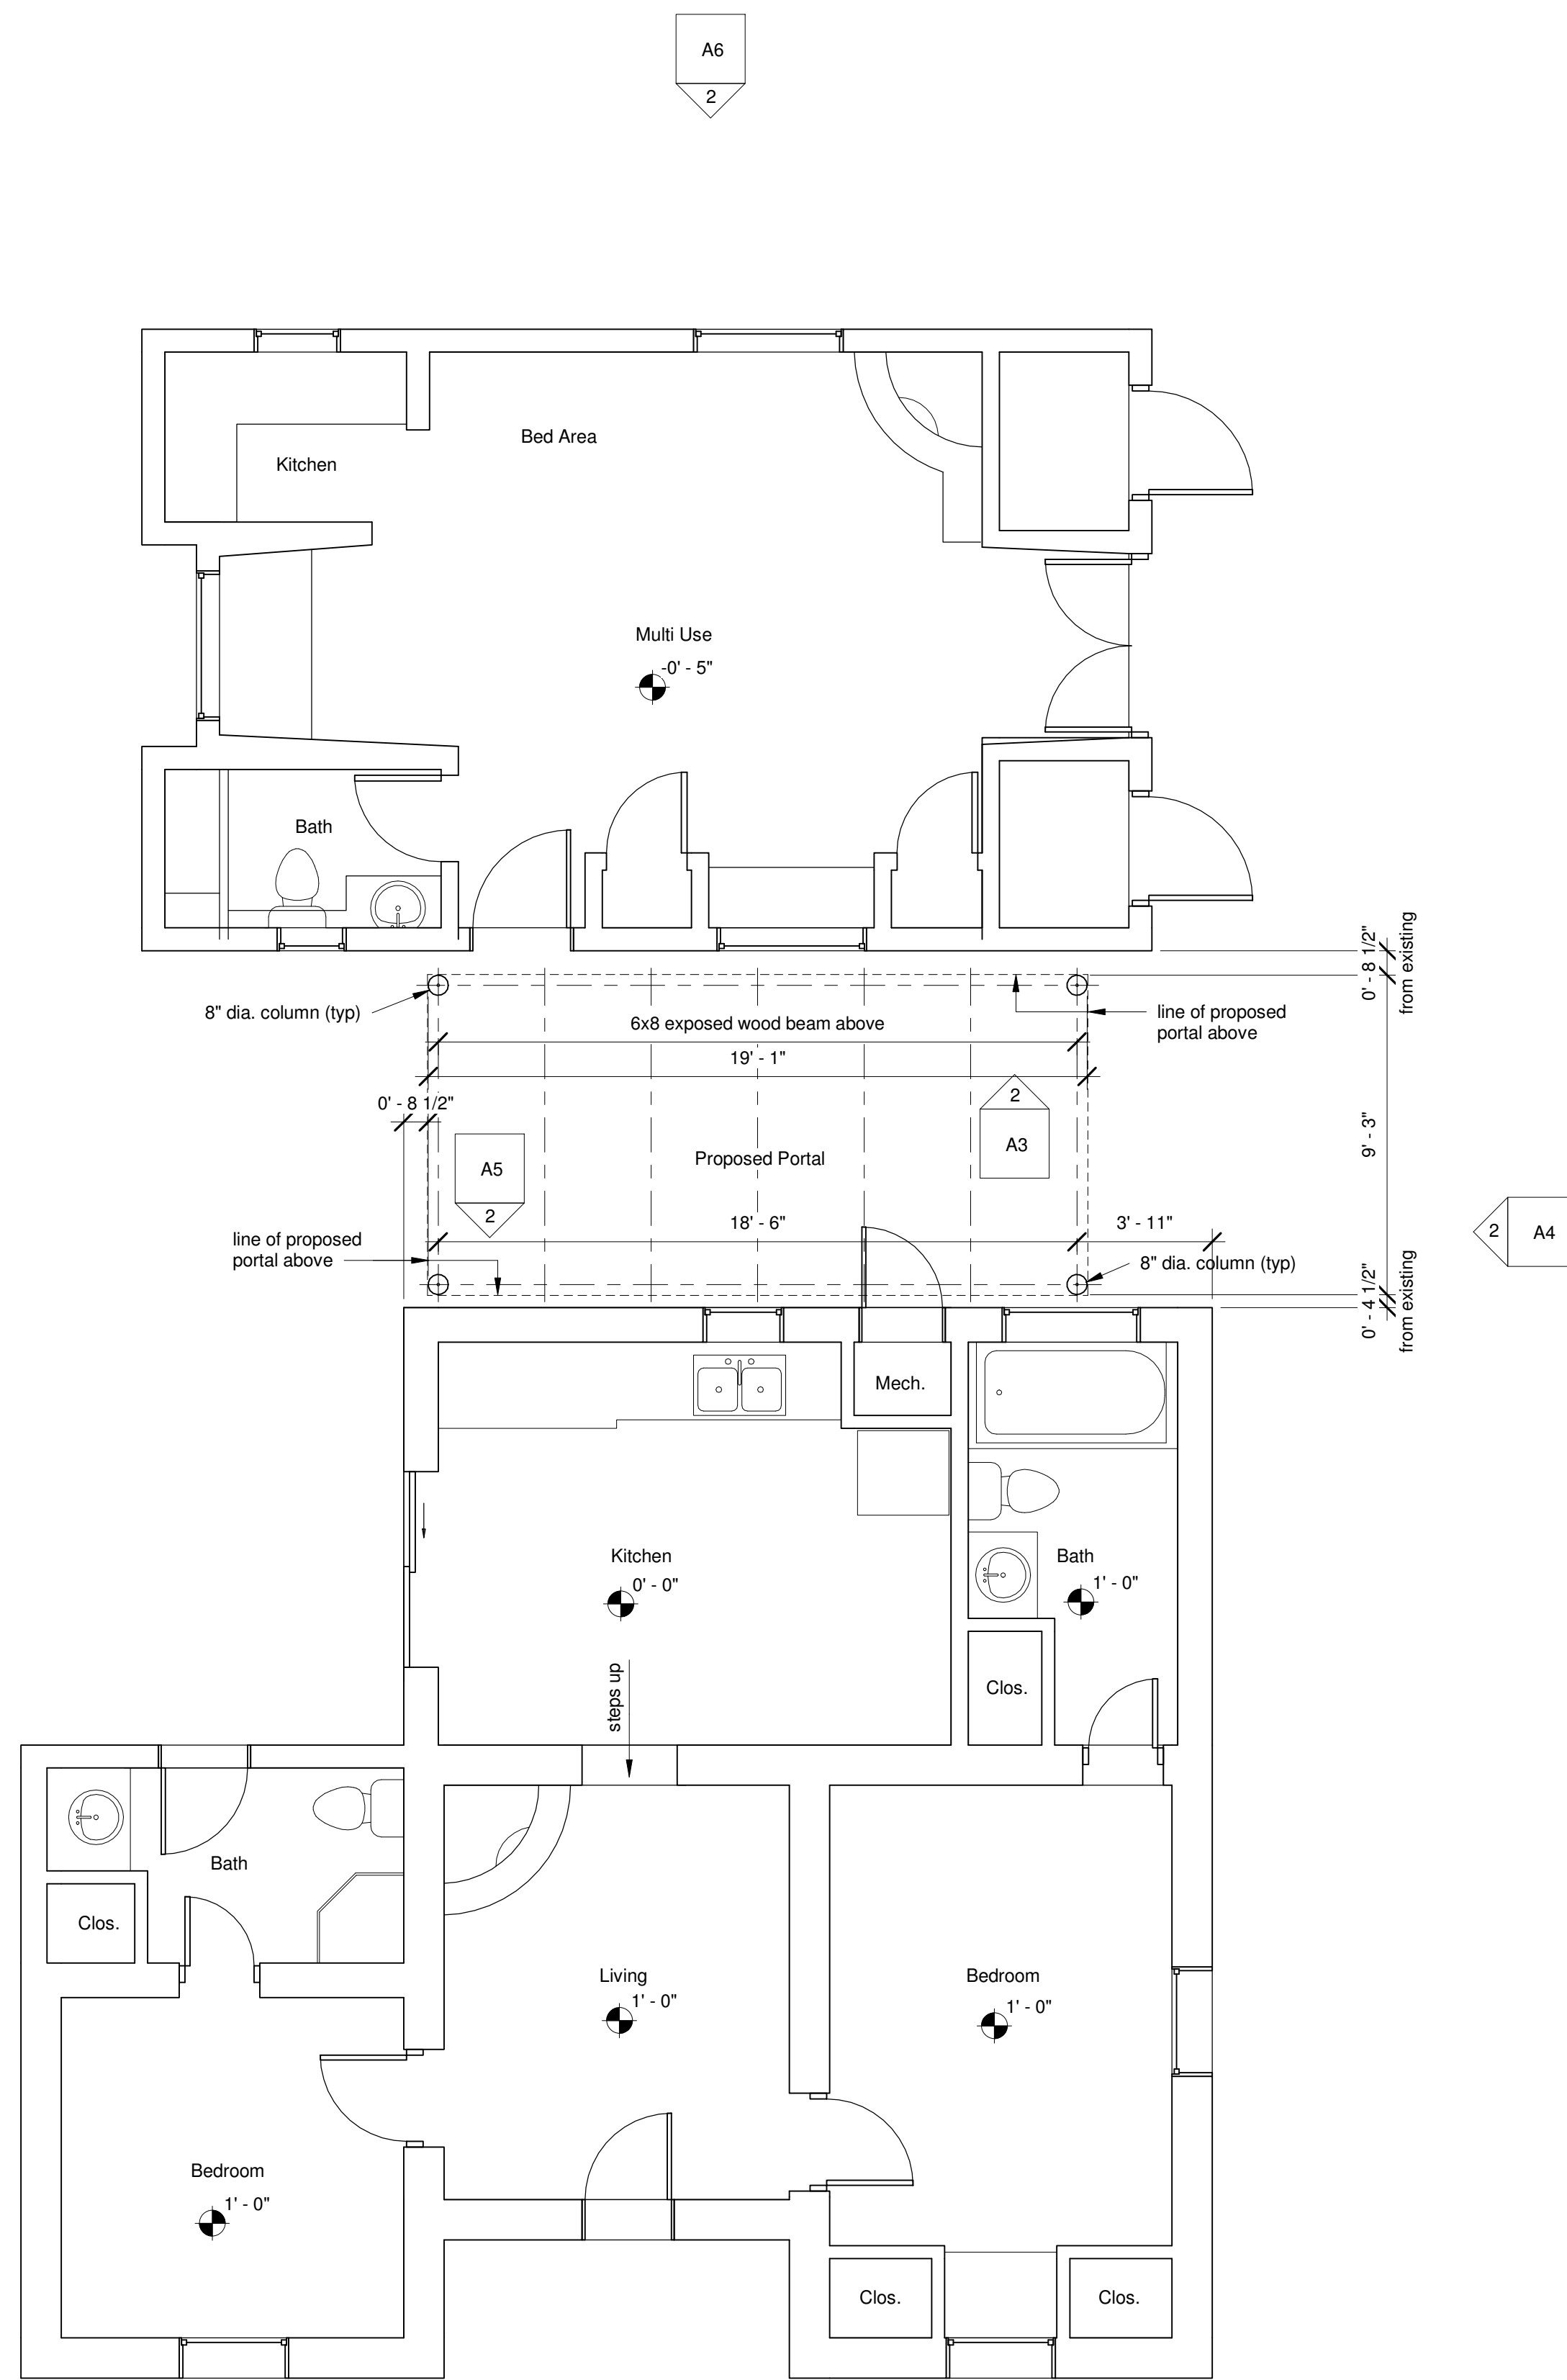 A6
2
Bed Area
Kitchen
Multi Use
-0' - 5"
Bath
0' - 8 1/2"
from existing
8" dia. column (typ)
6x8 exposed wood beam above
line of proposed
portal above
19' - 1"
0' - 8 1/2"
2
A3
9' - 3"
Proposed Portal
A5
2
18' - 6"
3' - 11"
2
A4
line of proposed
portal above
8" dia. column (typ)
0' - 4 1/2"
from existing
Mech.
Kitchen
0' - 0"
Bath
1' - 0"
steps up
Clos.
Bath
Clos.
Living
1' - 0"
Bedroom
1' - 0"
Bedroom
1' - 0"
Clos.
Clos.